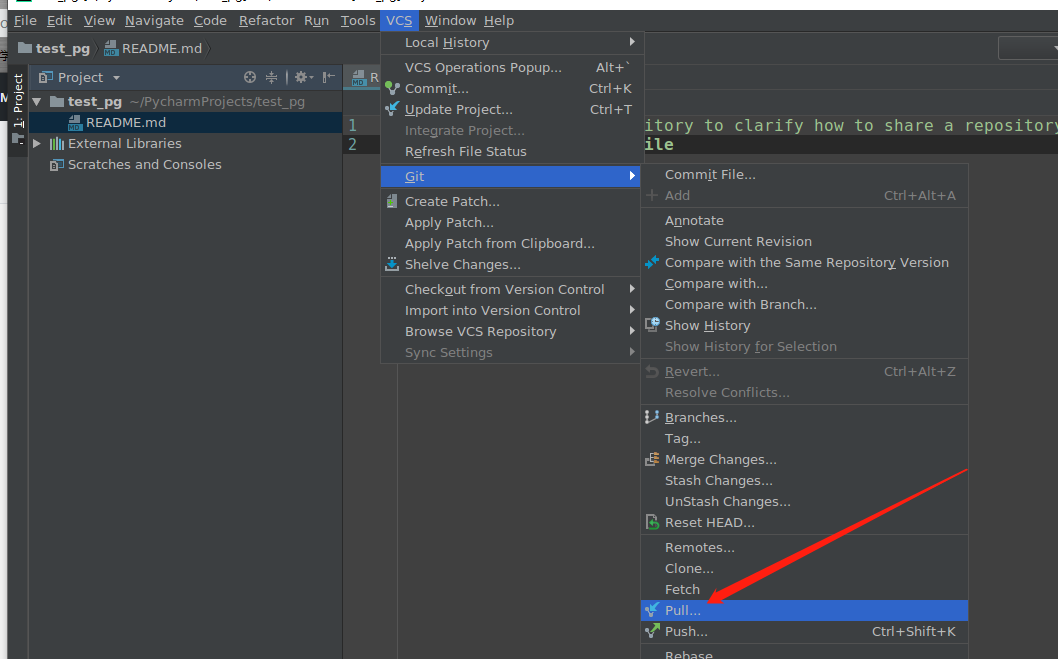 File Edit View Navigate Code Refactor Run Tools VCS Window Help
test_pg README.md
1: Project
Project
test_pg ~/PycharmProjects/test_pg
README.md
External Libraries
Scratches and Consoles
1
2
itory to clarify how to share a repository
ile
Local History
VCS Operations Popup... Alt+`
Commit... Ctrl+K
Update Project... Ctrl+T
Integrate Project...
Refresh File Status
Git
Create Patch...
Apply Patch...
Apply Patch from Clipboard...
Shelve Changes...
Checkout from Version Control
Import into Version Control
Browse VCS Repository
Sync Settings
Commit File...
Add Ctrl+Alt+A
Annotate
Show Current Revision
Compare with the Same Repository Version
Compare with...
Compare with Branch...
Show History
Show History for Selection
Revert... Ctrl+Alt+Z
Resolve Conflicts...
Branches...
Tag...
Merge Changes...
Stash Changes...
UnStash Changes...
Reset HEAD...
Remotes...
Clone...
Fetch
Pull...
Push... Ctrl+Shift+K
Rebase